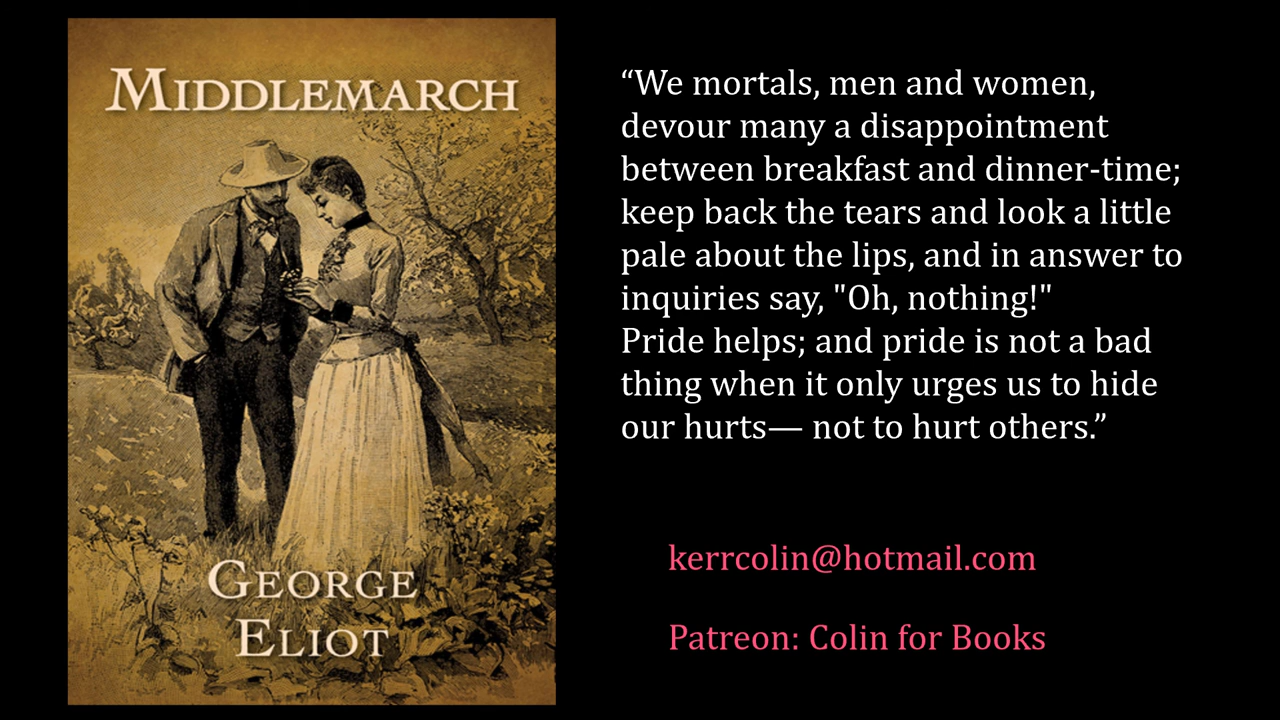 MIDDLEMARCH
GEORGE
ELIOT
“We mortals, men and women,
devour many a disappointment
between breakfast and dinner-time;
keep back the tears and look a little
pale about the lips, and in answer to
inquiries say, "Oh, nothing!"
Pride helps; and pride is not a bad
thing when it only urges us to hide
our hurts— not to hurt others.”
kerrcolin@hotmail.com
Patreon: Colin for Books